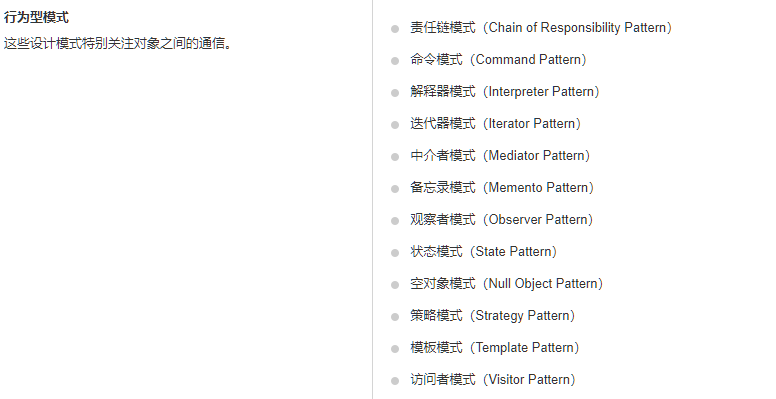 行为型模式
这些设计模式特别关注对象之间的通信。
责任链模式（Chain of Responsibility Pattern）
命令模式（Command Pattern）
解释器模式（Interpreter Pattern）
迭代器模式（Iterator Pattern）
中介者模式（Mediator Pattern）
备忘录模式（Memento Pattern）
观察者模式（Observer Pattern）
状态模式（State Pattern）
空对象模式（Null Object Pattern）
策略模式（Strategy Pattern）
模板模式（Template Pattern）
访问者模式（Visitor Pattern）